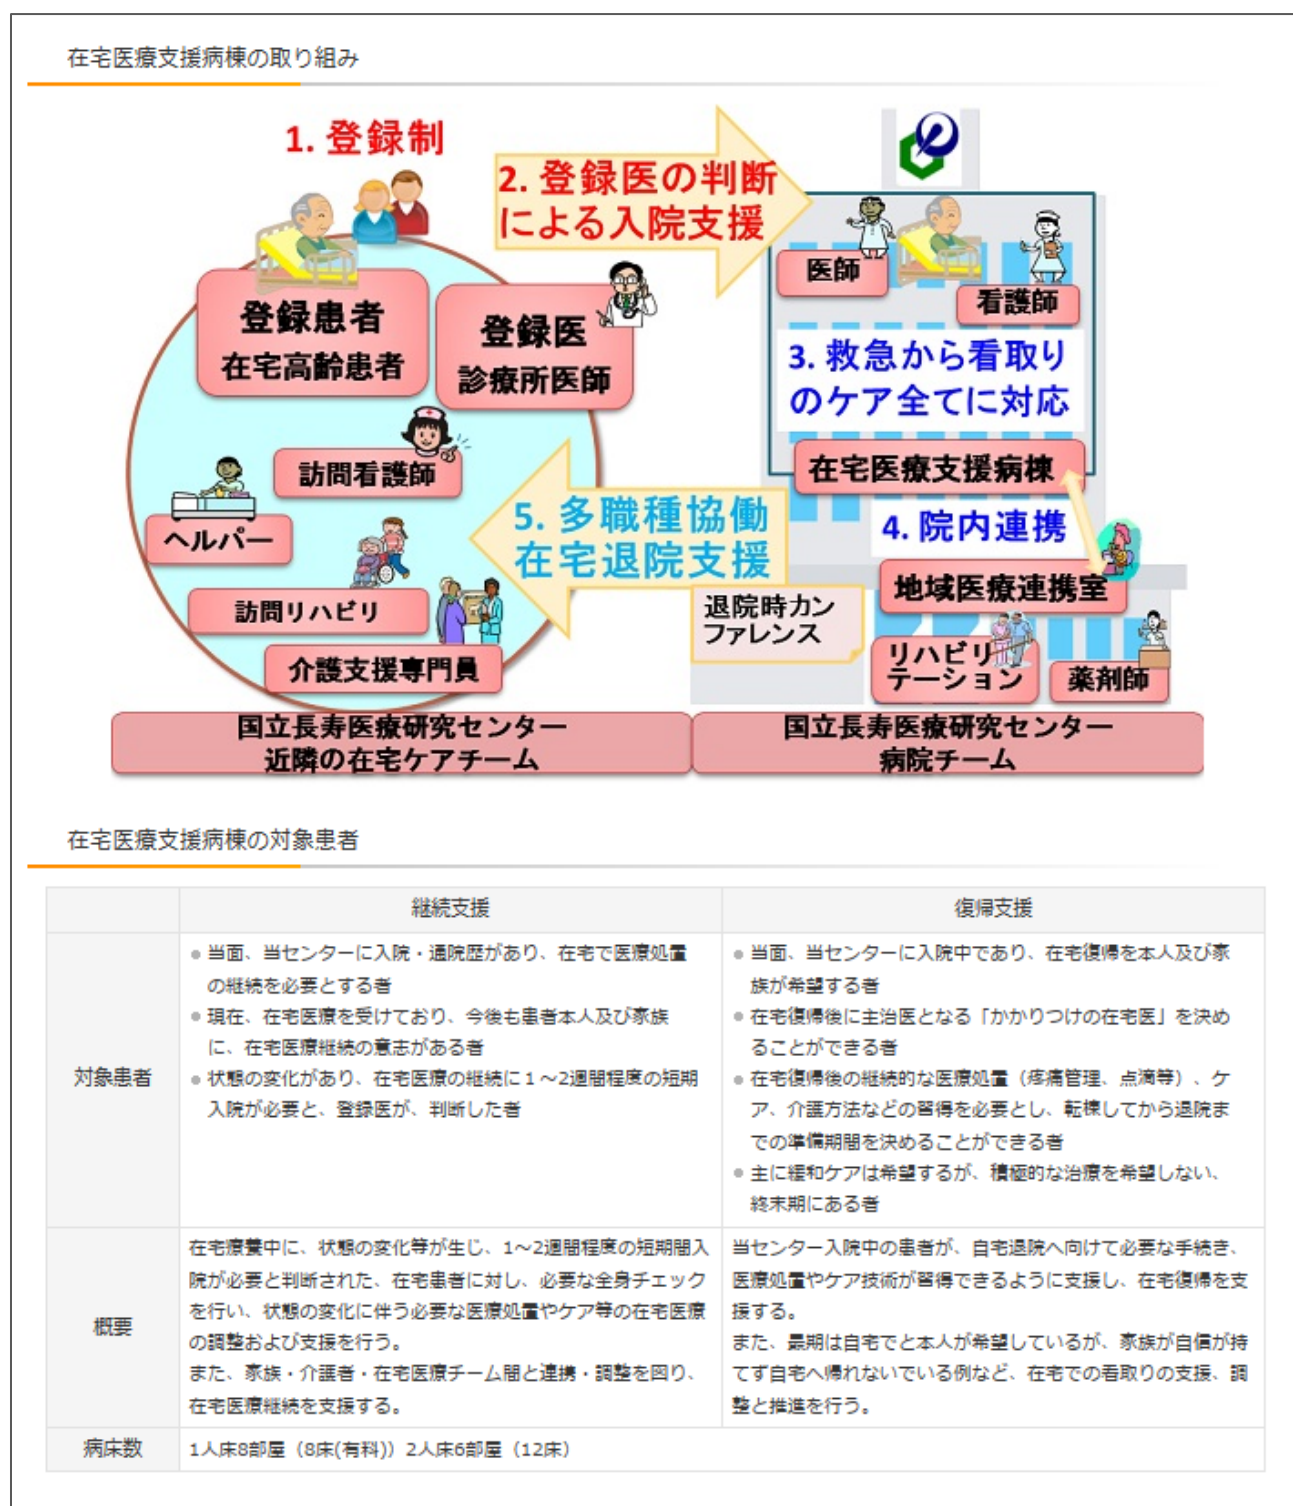 在宅医療支援病棟の取り組み
1. 登録制
2. 登録医の判断
による入院支援
医師
看護師
登録患者
在宅高齢患者
登録医
診療所医師
3. 救急から看取り
のケア全てに対応
訪問看護師
在宅医療支援病棟
ヘルパー
5. 多職種協働
在宅退院支援
4. 院内連携
訪問リハビリ
退院時カン
ファレンス
地域医療連携室
介護支援専門員
リハビリ
テーション
薬剤師
国立長寿医療研究センター
近隣の在宅ケアチーム
国立長寿医療研究センター
病院チーム
在宅医療支援病棟の対象患者
継続支援
復帰支援
対象患者
当面、当センターに入院・通院歴があり、在宅で医療処置
の継続を必要とする者
現在、在宅医療を受けており、今後も患者本人及び家族
に、在宅医療継続の意志がある者
状態の変化があり、在宅医療の継続に１～2週間程度の短期
入院が必要と、登録医が、判断した者
当面、当センターに入院中であり、在宅復帰を本人及び家
族が希望する者
在宅復帰後に主治医となる「かかりつけの在宅医」を決め
ることができる者
在宅復帰後の継続的な医療処置（疼痛管理、点滴等）、ケ
ア、介護方法などの習得を必要とし、転棟してから退院ま
での準備期間を決めることができる者
主に緩和ケアは希望するが、積極的な治療を希望しない、
終末期にある者
概要
在宅療養中に、状態の変化等が生じ、1～2週間程度の短期間入
院が必要と判断された、在宅患者に対し、必要な全身チェック
を行い、状態の変化に伴う必要な医療処置やケア等の在宅医療
の調整および支援を行う。
また、家族・介護者・在宅医療チーム間と連携・調整を図り、
在宅医療継続を支援する。
当センター入院中の患者が、自宅退院へ向けて必要な手続き、
医療処置やケア技術が習得できるように支援し、在宅復帰を支
援する。
また、最期は自宅でと本人が希望しているが、家族が自信が持
てず自宅へ帰れないでいる例など、在宅での看取りの支援、調
整と推進を行う。
病床数
1人床8部屋（8床(有料)）2人床6部屋（12床）